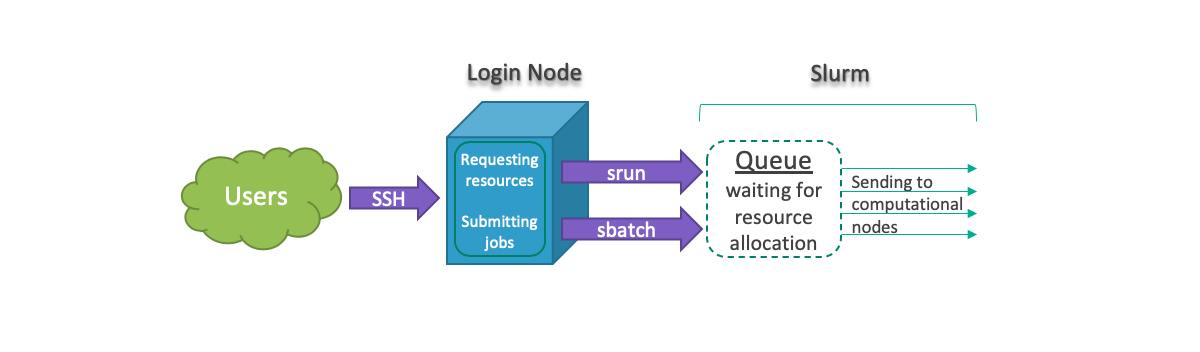 Login Node
Slurm
Users
SSH
Requesting
resources
Submitting
jobs
srun
sbatch
Queue
waiting for
resource
allocation
Sending to
computational
nodes